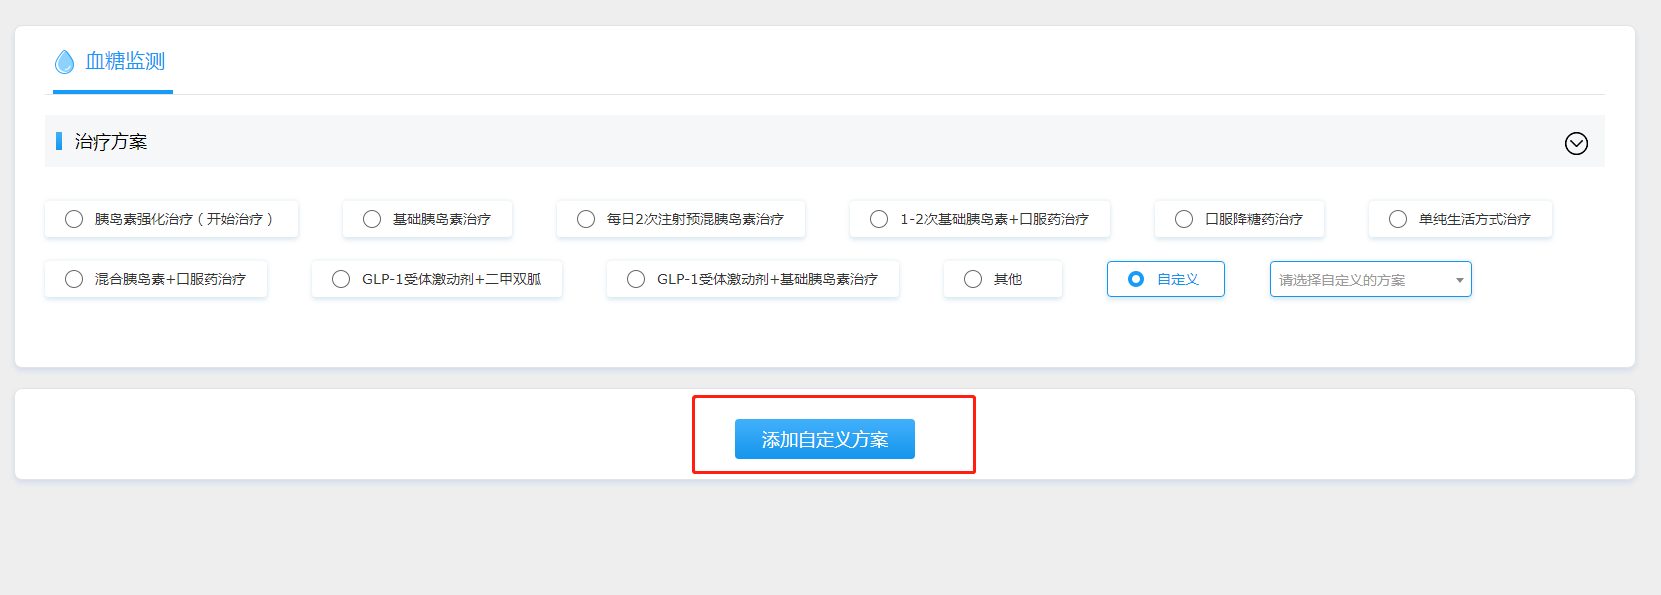 血糖监测
治疗方案
胰岛素强化治疗（开始治疗）
基础胰岛素治疗
每日2次注射预混胰岛素治疗
1-2次基础胰岛素+口服药治疗
口服降糖药治疗
单纯生活方式治疗
混合胰岛素+口服药治疗
GLP-1受体激动剂+二甲双胍
GLP-1受体激动剂+基础胰岛素治疗
其他
自定义
请选择自定义的方案
添加自定义方案